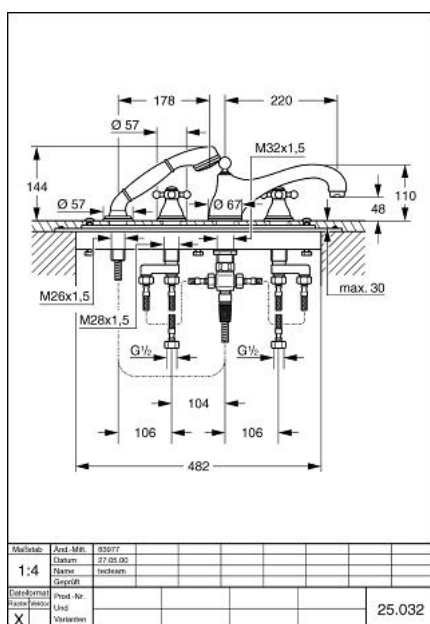 178
220
Ø 57
M32x1,5
144
Ø 57
Ø 67
48
110
M26x1,5
max. 30
M28x1,5
G½
G½
104
106
106
482
Maßstab
Änd.-Mitt.
83977
1:4
Datum
27.05.00
Name
tecteam
Geprüft
Dateiformat
Prod.-Nr.
Raster
Vektor
Und
25.032
X
Varianten